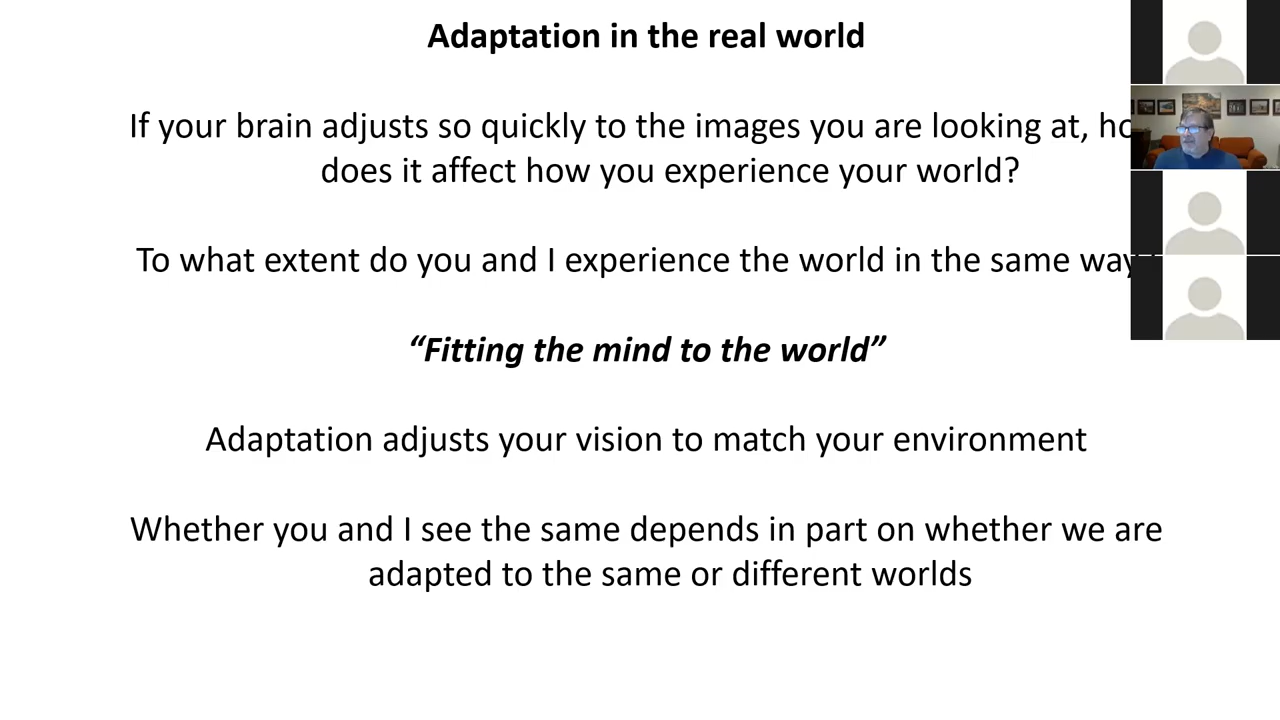 Adaptation in the real world
If your brain adjusts so quickly to the images you are looking at,
does it affect how you experience your world?
To what extent do you and I experience the world in the same way
“Fitting the mind to the world”
Adaptation adjusts your vision to match your environment
Whether you and I see the same depends in part on whether we are
adapted to the same or different worlds